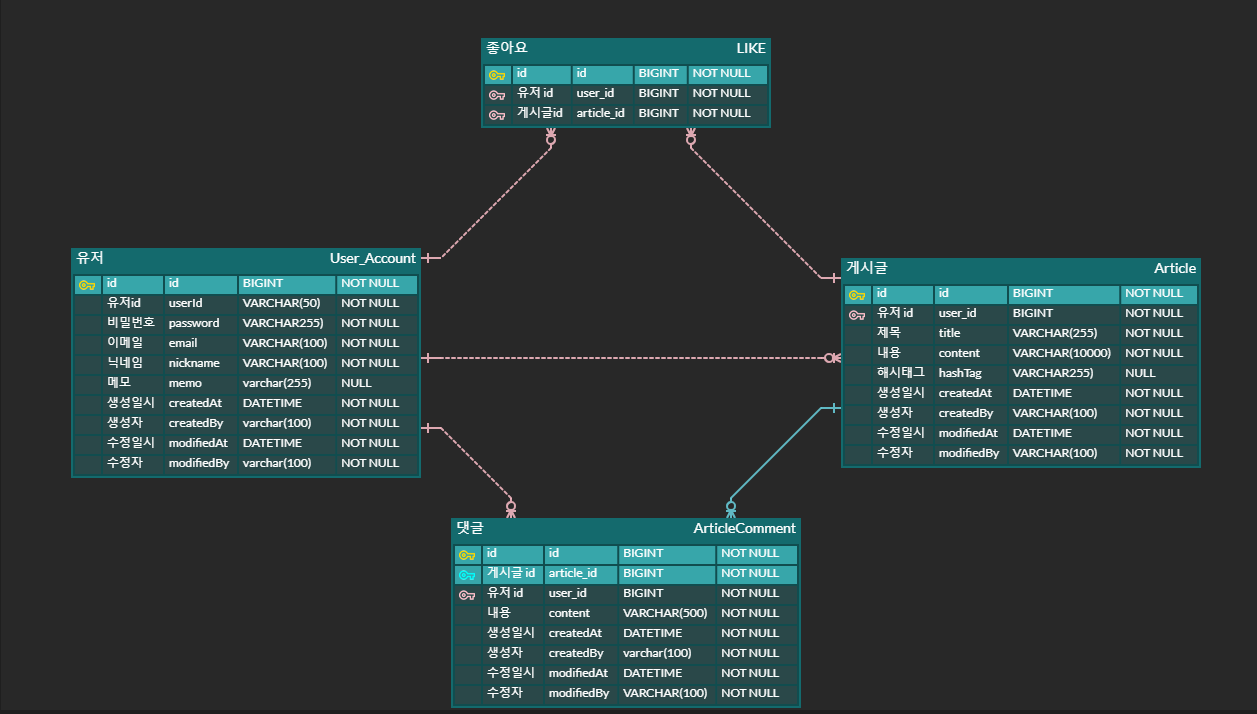 좋아요 LIKE
id id BIGINT NOT NULL
유저 id user_id BIGINT NOT NULL
게시글id article_id BIGINT NOT NULL
유저 User_Account
id id BIGINT NOT NULL
유저id userId VARCHAR(50) NOT NULL
비밀번호 password VARCHAR255) NOT NULL
이메일 email VARCHAR(100) NOT NULL
닉네임 nickname VARCHAR(100) NOT NULL
메모 memo varchar(255) NULL
생성일시 createdAt DATETIME NOT NULL
생성자 createdBy varchar(100) NOT NULL
수정일시 modifiedAt DATETIME NOT NULL
수정자 modifiedBy varchar(100) NOT NULL
게시글 Article
id id BIGINT NOT NULL
유저 id user_id BIGINT NOT NULL
제목 title VARCHAR(255) NOT NULL
내용 content VARCHAR(10000) NOT NULL
해시태그 hashTag VARCHAR255) NULL
생성일시 createdAt DATETIME NOT NULL
생성자 createdBy VARCHAR(100) NOT NULL
수정일시 modifiedAt DATETIME NOT NULL
수정자 modifiedBy VARCHAR(100) NOT NULL
댓글 ArticleComment
id id BIGINT NOT NULL
게시글 id article_id BIGINT NOT NULL
유저 id user_id BIGINT NOT NULL
내용 content VARCHAR(500) NOT NULL
생성일시 createdAt DATETIME NOT NULL
생성자 createdBy varchar(100) NOT NULL
수정일시 modifiedAt DATETIME NOT NULL
수정자 modifiedBy VARCHAR(100) NOT NULL